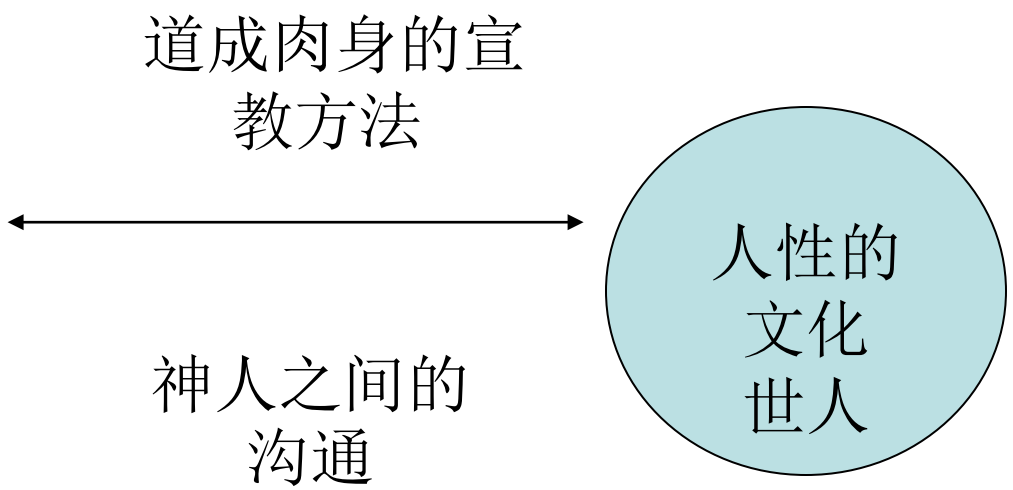 道成肉身的宣
教方法
神人之间的
沟通
人性的
文化
世人